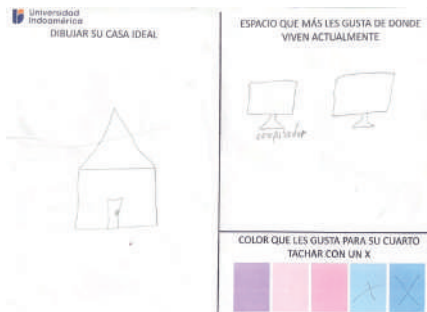 Universidad
Indoamérica
DIBUJAR SU CASA IDEAL
ESPACIO QUE MÁS LES GUSTA DE DONDE
VIVEN ACTUALMENTE
COLOR QUE LES GUSTA PARA SU CUARTO
TACHAR CON UN X